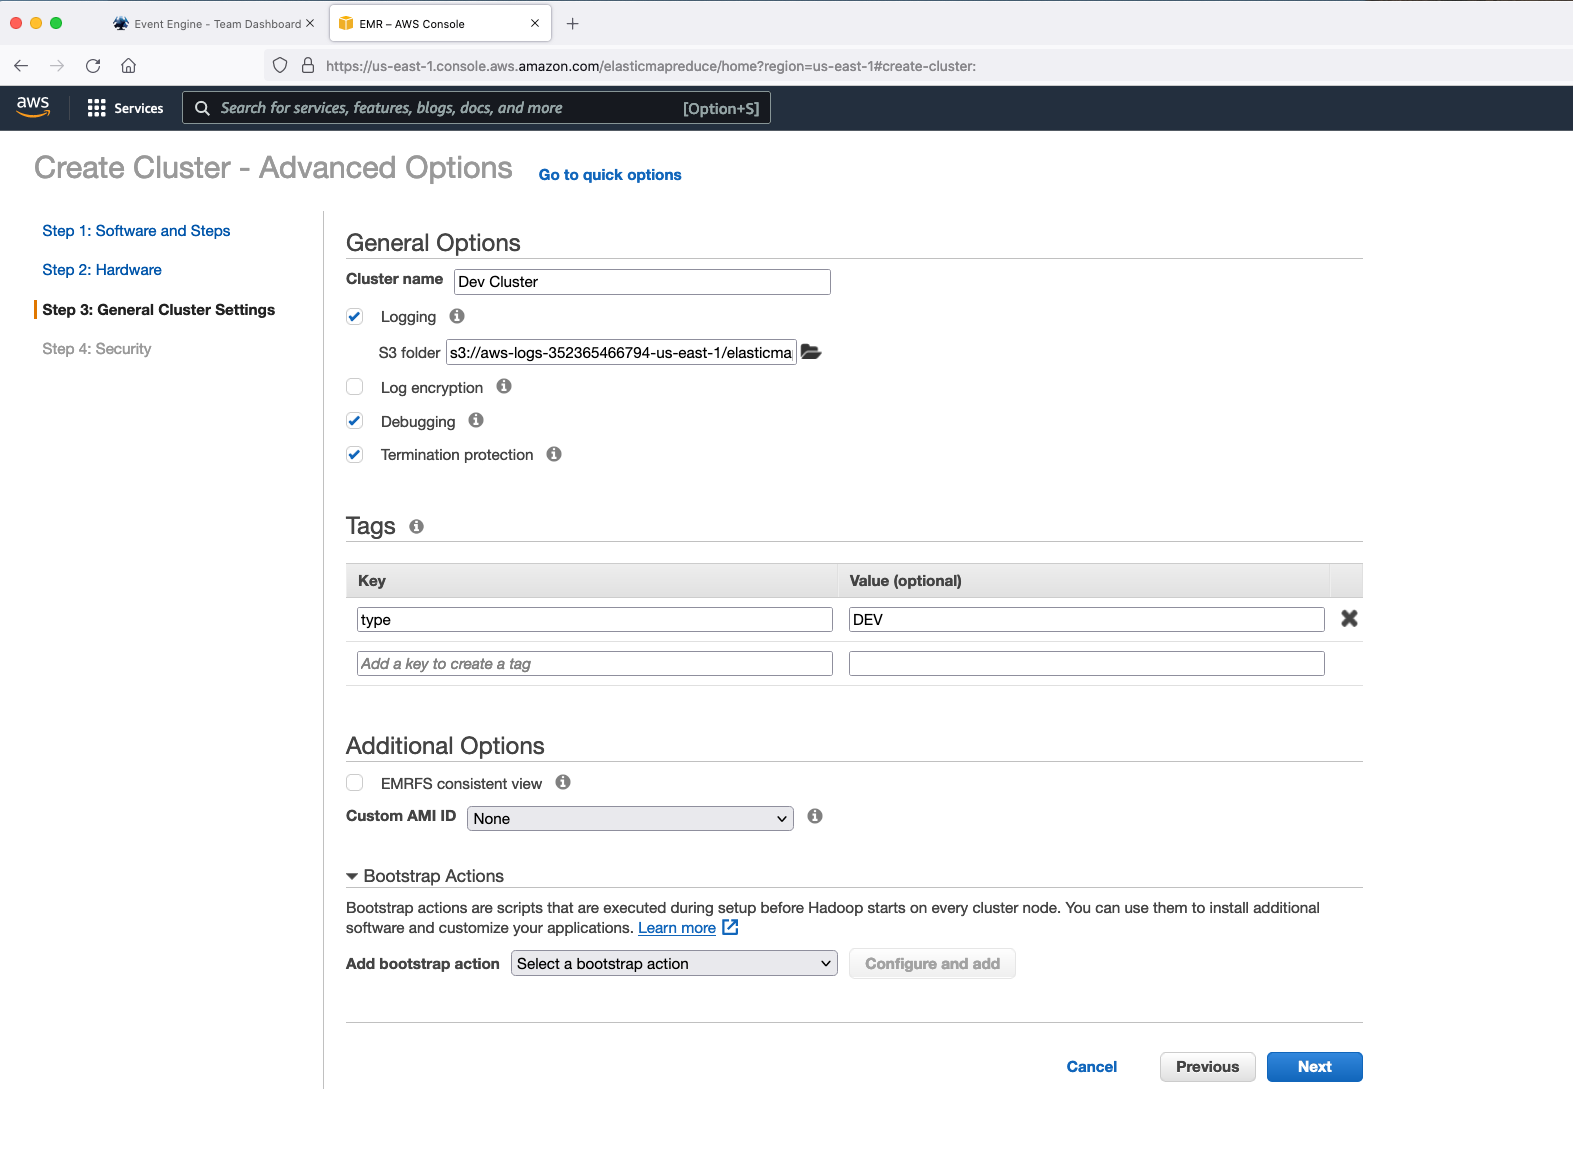 Event Engine - Team Dashboard
EMR – AWS Console
https://us-east-1.console.aws.amazon.com/elasticmapreduce/home?region=us-east-1#create-cluster:
aws
Services
Search for services, features, blogs, docs, and more
[Option+S]
Create Cluster - Advanced Options
Go to quick options
Step 1: Software and Steps
Step 2: Hardware
Step 3: General Cluster Settings
Step 4: Security
General Options
Cluster name Dev Cluster
Logging
S3 folder s3://aws-logs-352365466794-us-east-1/elasticma
Log encryption
Debugging
Termination protection
Tags
Key Value (optional)
type DEV
Add a key to create a tag
Additional Options
EMRFS consistent view
Custom AMI ID None
Bootstrap Actions
Bootstrap actions are scripts that are executed during setup before Hadoop starts on every cluster node. You can use them to install additional
software and customize your applications. Learn more
Add bootstrap action Select a bootstrap action Configure and add
Cancel Previous Next